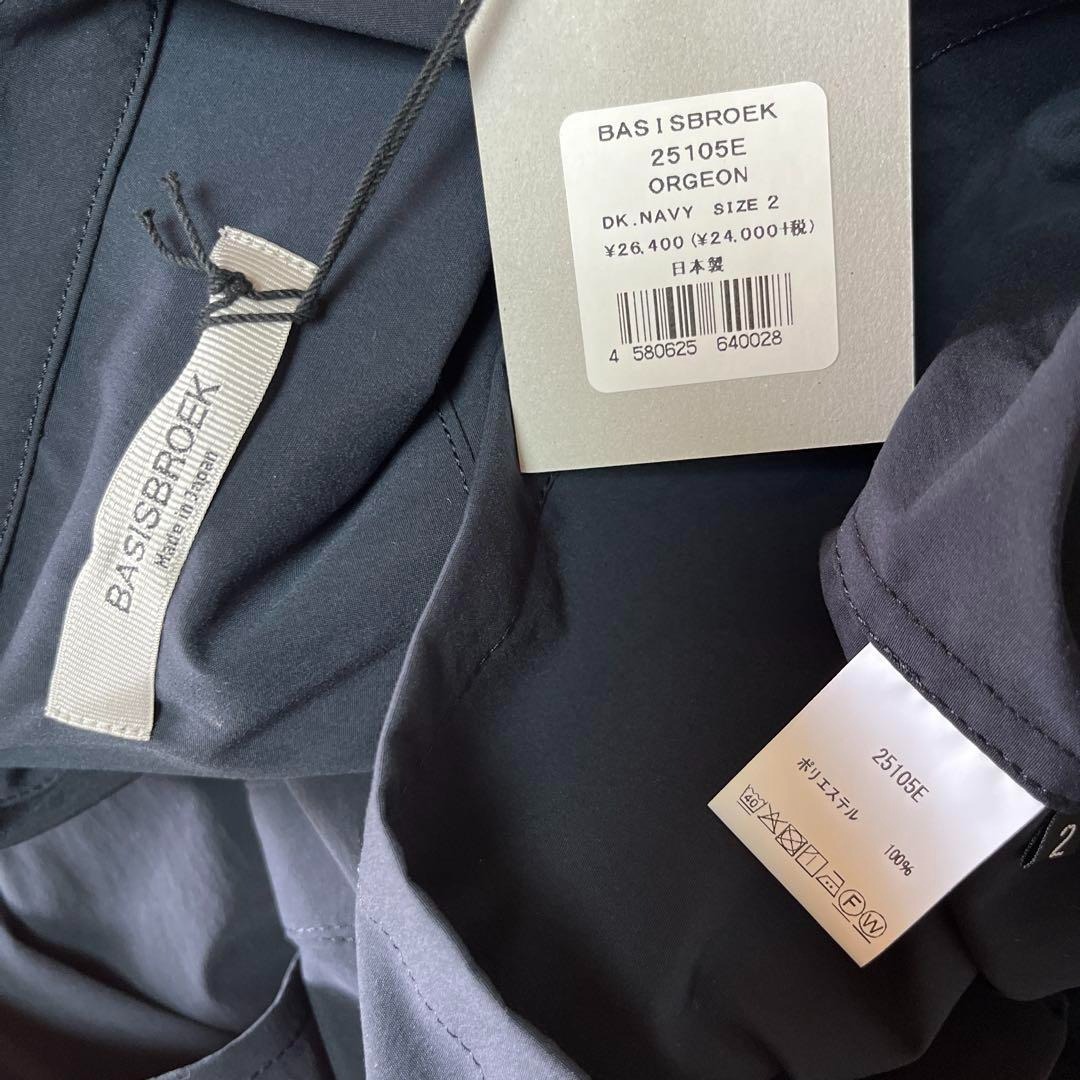 BASISBROEK
25105E
ORGEON
DK.NAVY SIZE 2
¥26,400 (¥24,000+税)
日本製
4 580625 640028
BASISBROEK
Made in Japan
25105E
ポリエステル 100%
40
F W
2